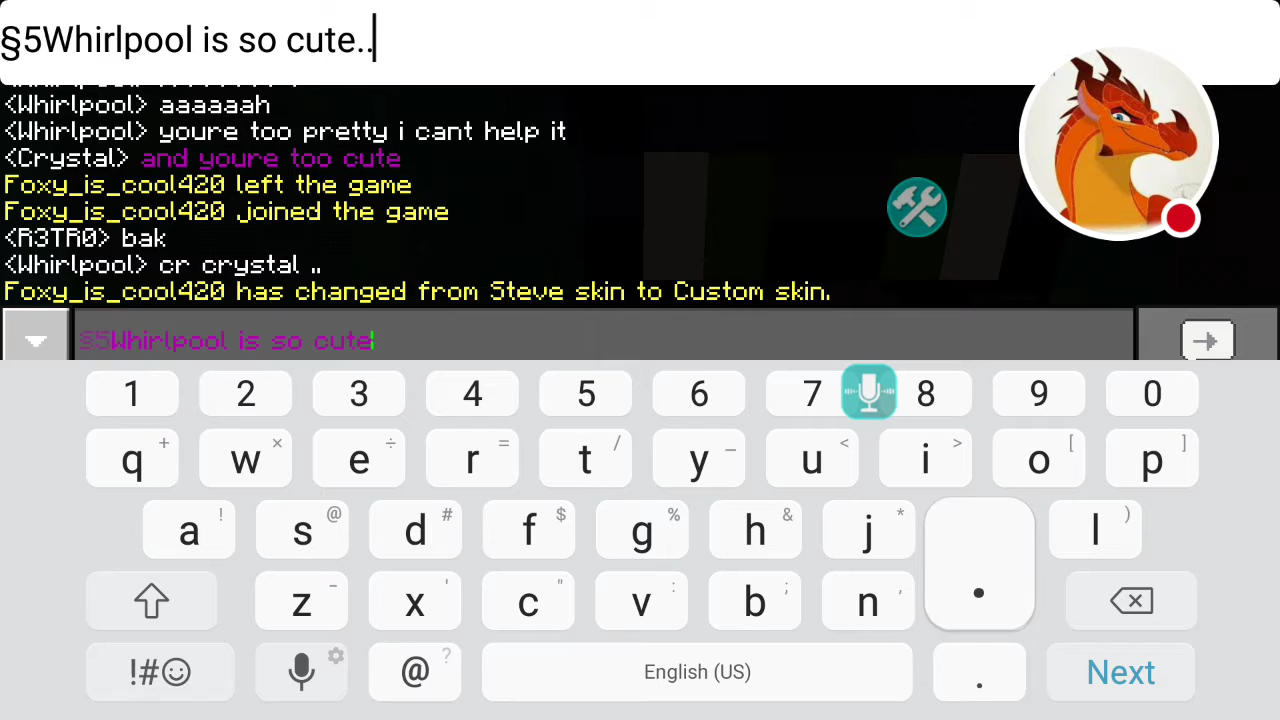 §5Whirlpool is so cute..
<Whirlpool> aaaaaah
<Whirlpool> youre too pretty i cant help it
<Crystal> and youre too cute
Foxy_is_cool420 left the game
Foxy_is_cool420 joined the game
<R3TR0> bak
<Whirlpool> cr crystal ..
Foxy_is_cool420 has changed from Steve skin to Custom skin.
§5Whirlpool is so cute
1 2 3 4 5 6 7 8 9 0
q + w × e ÷ r = t / y _ u < i > o [ p ]
a ! s @ d # f $ g % h & j * l )
z - x ' c " v : b ; n , .
!#☺ @ ? English (US) . Next